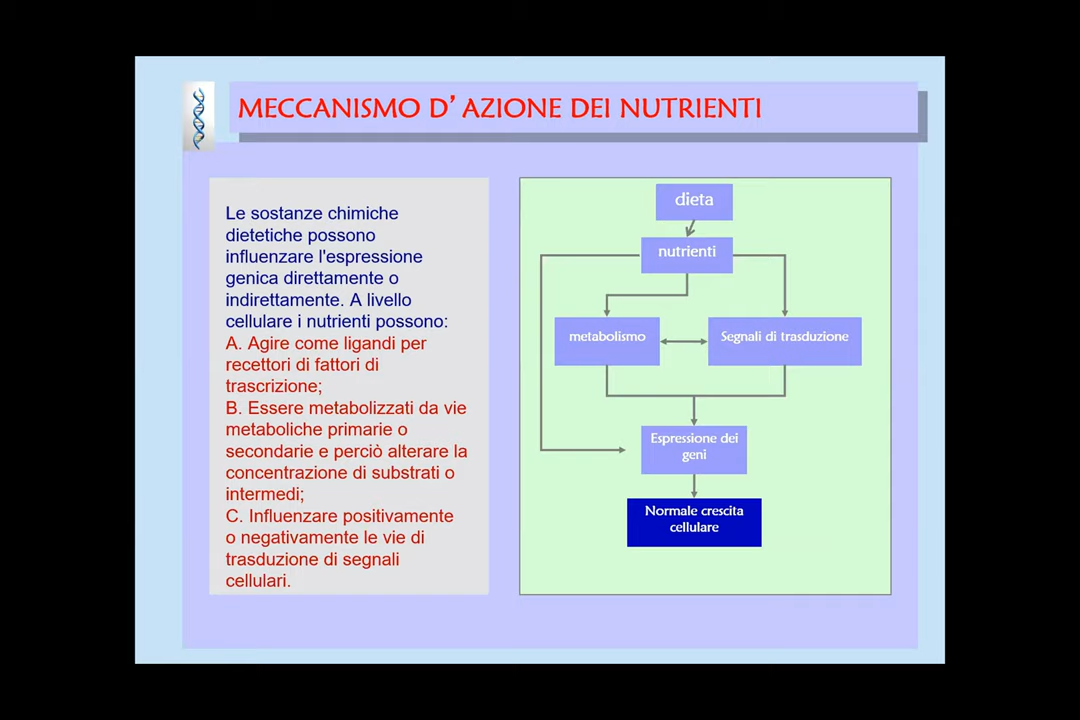 MECCANISMO D’ AZIONE DEI NUTRIENTI
Le sostanze chimiche
dietetiche possono
influenzare l'espressione
genica direttamente o
indirettamente. A livello
cellulare i nutrienti possono:
A. Agire come ligandi per
recettori di fattori di
trascrizione;
B. Essere metabolizzati da vie
metaboliche primarie o
secondarie e perciò alterare la
concentrazione di substrati o
intermedi;
C. Influenzare positivamente
o negativamente le vie di
trasduzione di segnali
cellulari.
dieta
nutrienti
metabolismo
Segnali di trasduzione
Espressione dei
geni
Normale crescita
cellulare